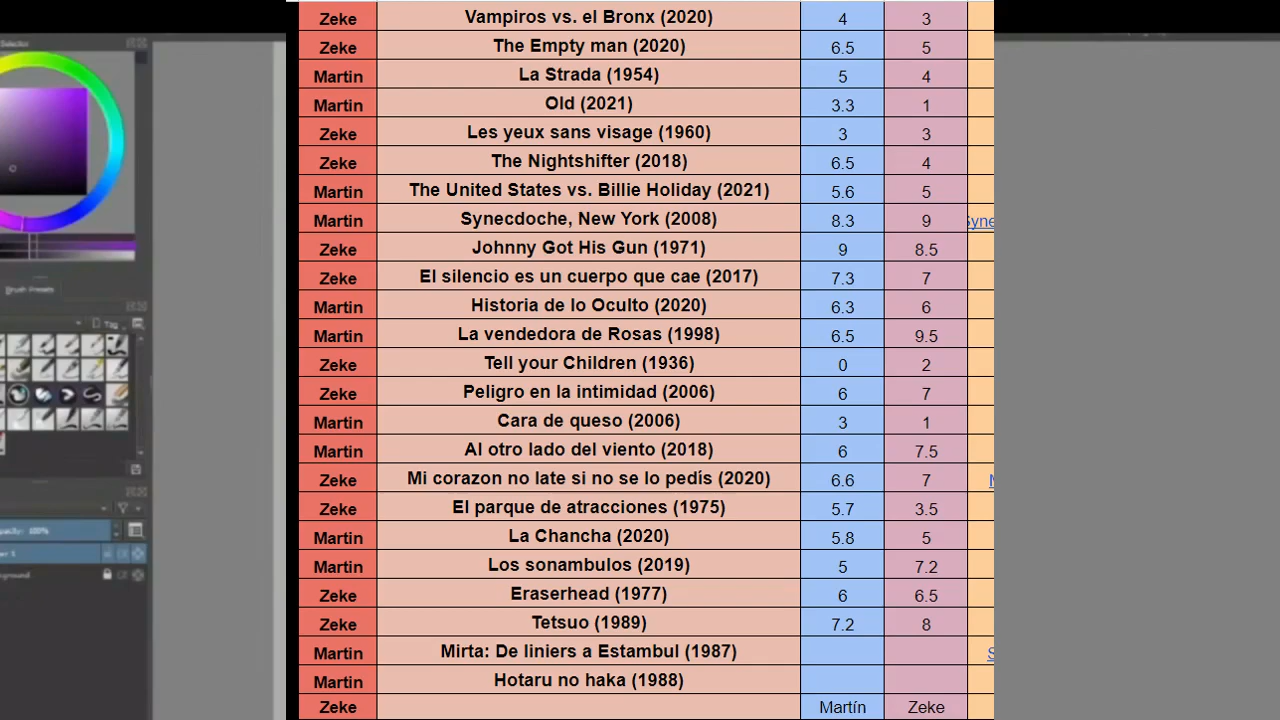 Zeke Vampiros vs. el Bronx (2020) 4 3
Zeke The Empty man (2020) 6.5 5
Martin La Strada (1954) 5 4
Martin Old (2021) 3.3 1
Zeke Les yeux sans visage (1960) 3 3
Zeke The Nightshifter (2018) 6.5 4
Martin The United States vs. Billie Holiday (2021) 5.6 5
Martin Synecdoche, New York (2008) 8.3 9 Syne
Zeke Johnny Got His Gun (1971) 9 8.5
Zeke El silencio es un cuerpo que cae (2017) 7.3 7
Martin Historia de lo Oculto (2020) 6.3 6
Martin La vendedora de Rosas (1998) 6.5 9.5
Zeke Tell your Children (1936) 0 2
Zeke Peligro en la intimidad (2006) 6 7
Martin Cara de queso (2006) 3 1
Martin Al otro lado del viento (2018) 6 7.5
Zeke Mi corazon no late si no se lo pedís (2020) 6.6 7
Zeke El parque de atracciones (1975) 5.7 3.5
Martin La Chancha (2020) 5.8 5
Martin Los sonambulos (2019) 5 7.2
Zeke Eraserhead (1977) 6 6.5
Zeke Tetsuo (1989) 7.2 8
Martin Mirta: De liniers a Estambul (1987)
Martin Hotaru no haka (1988)
Zeke Martín Zeke
Selector
Brush Presets
Tag
pacity: 100%
er 1
ground